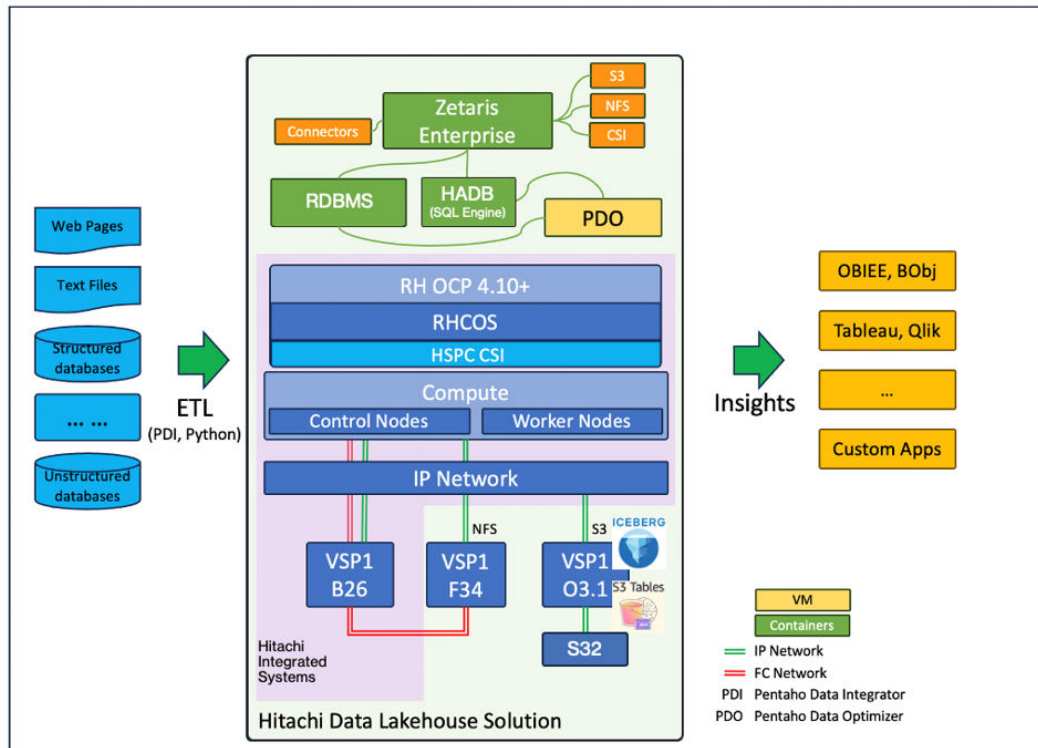 S3
NFS
CSI
Zetaris
Enterprise
Connectors
RDBMS
HADB
(SQL Engine)
PDO
Web Pages
Text Files
Structured
databases
... ...
Unstructured
databases
ETL
(PDI, Python)
RH OCP 4.10+
RHCOS
HSPC CSI
Compute
Control Nodes
Worker Nodes
IP Network
NFS
S3
ICEBERG
VSP1
B26
VSP1
F34
VSP1
O3.1
S3 Tables
S32
Hitachi
Integrated
Systems
Hitachi Data Lakehouse Solution
Insights
OBIEE, BObj
Tableau, Qlik
...
Custom Apps
VM
Containers
IP Network
FC Network
PDI Pentaho Data Integrator
PDO Pentaho Data Optimizer